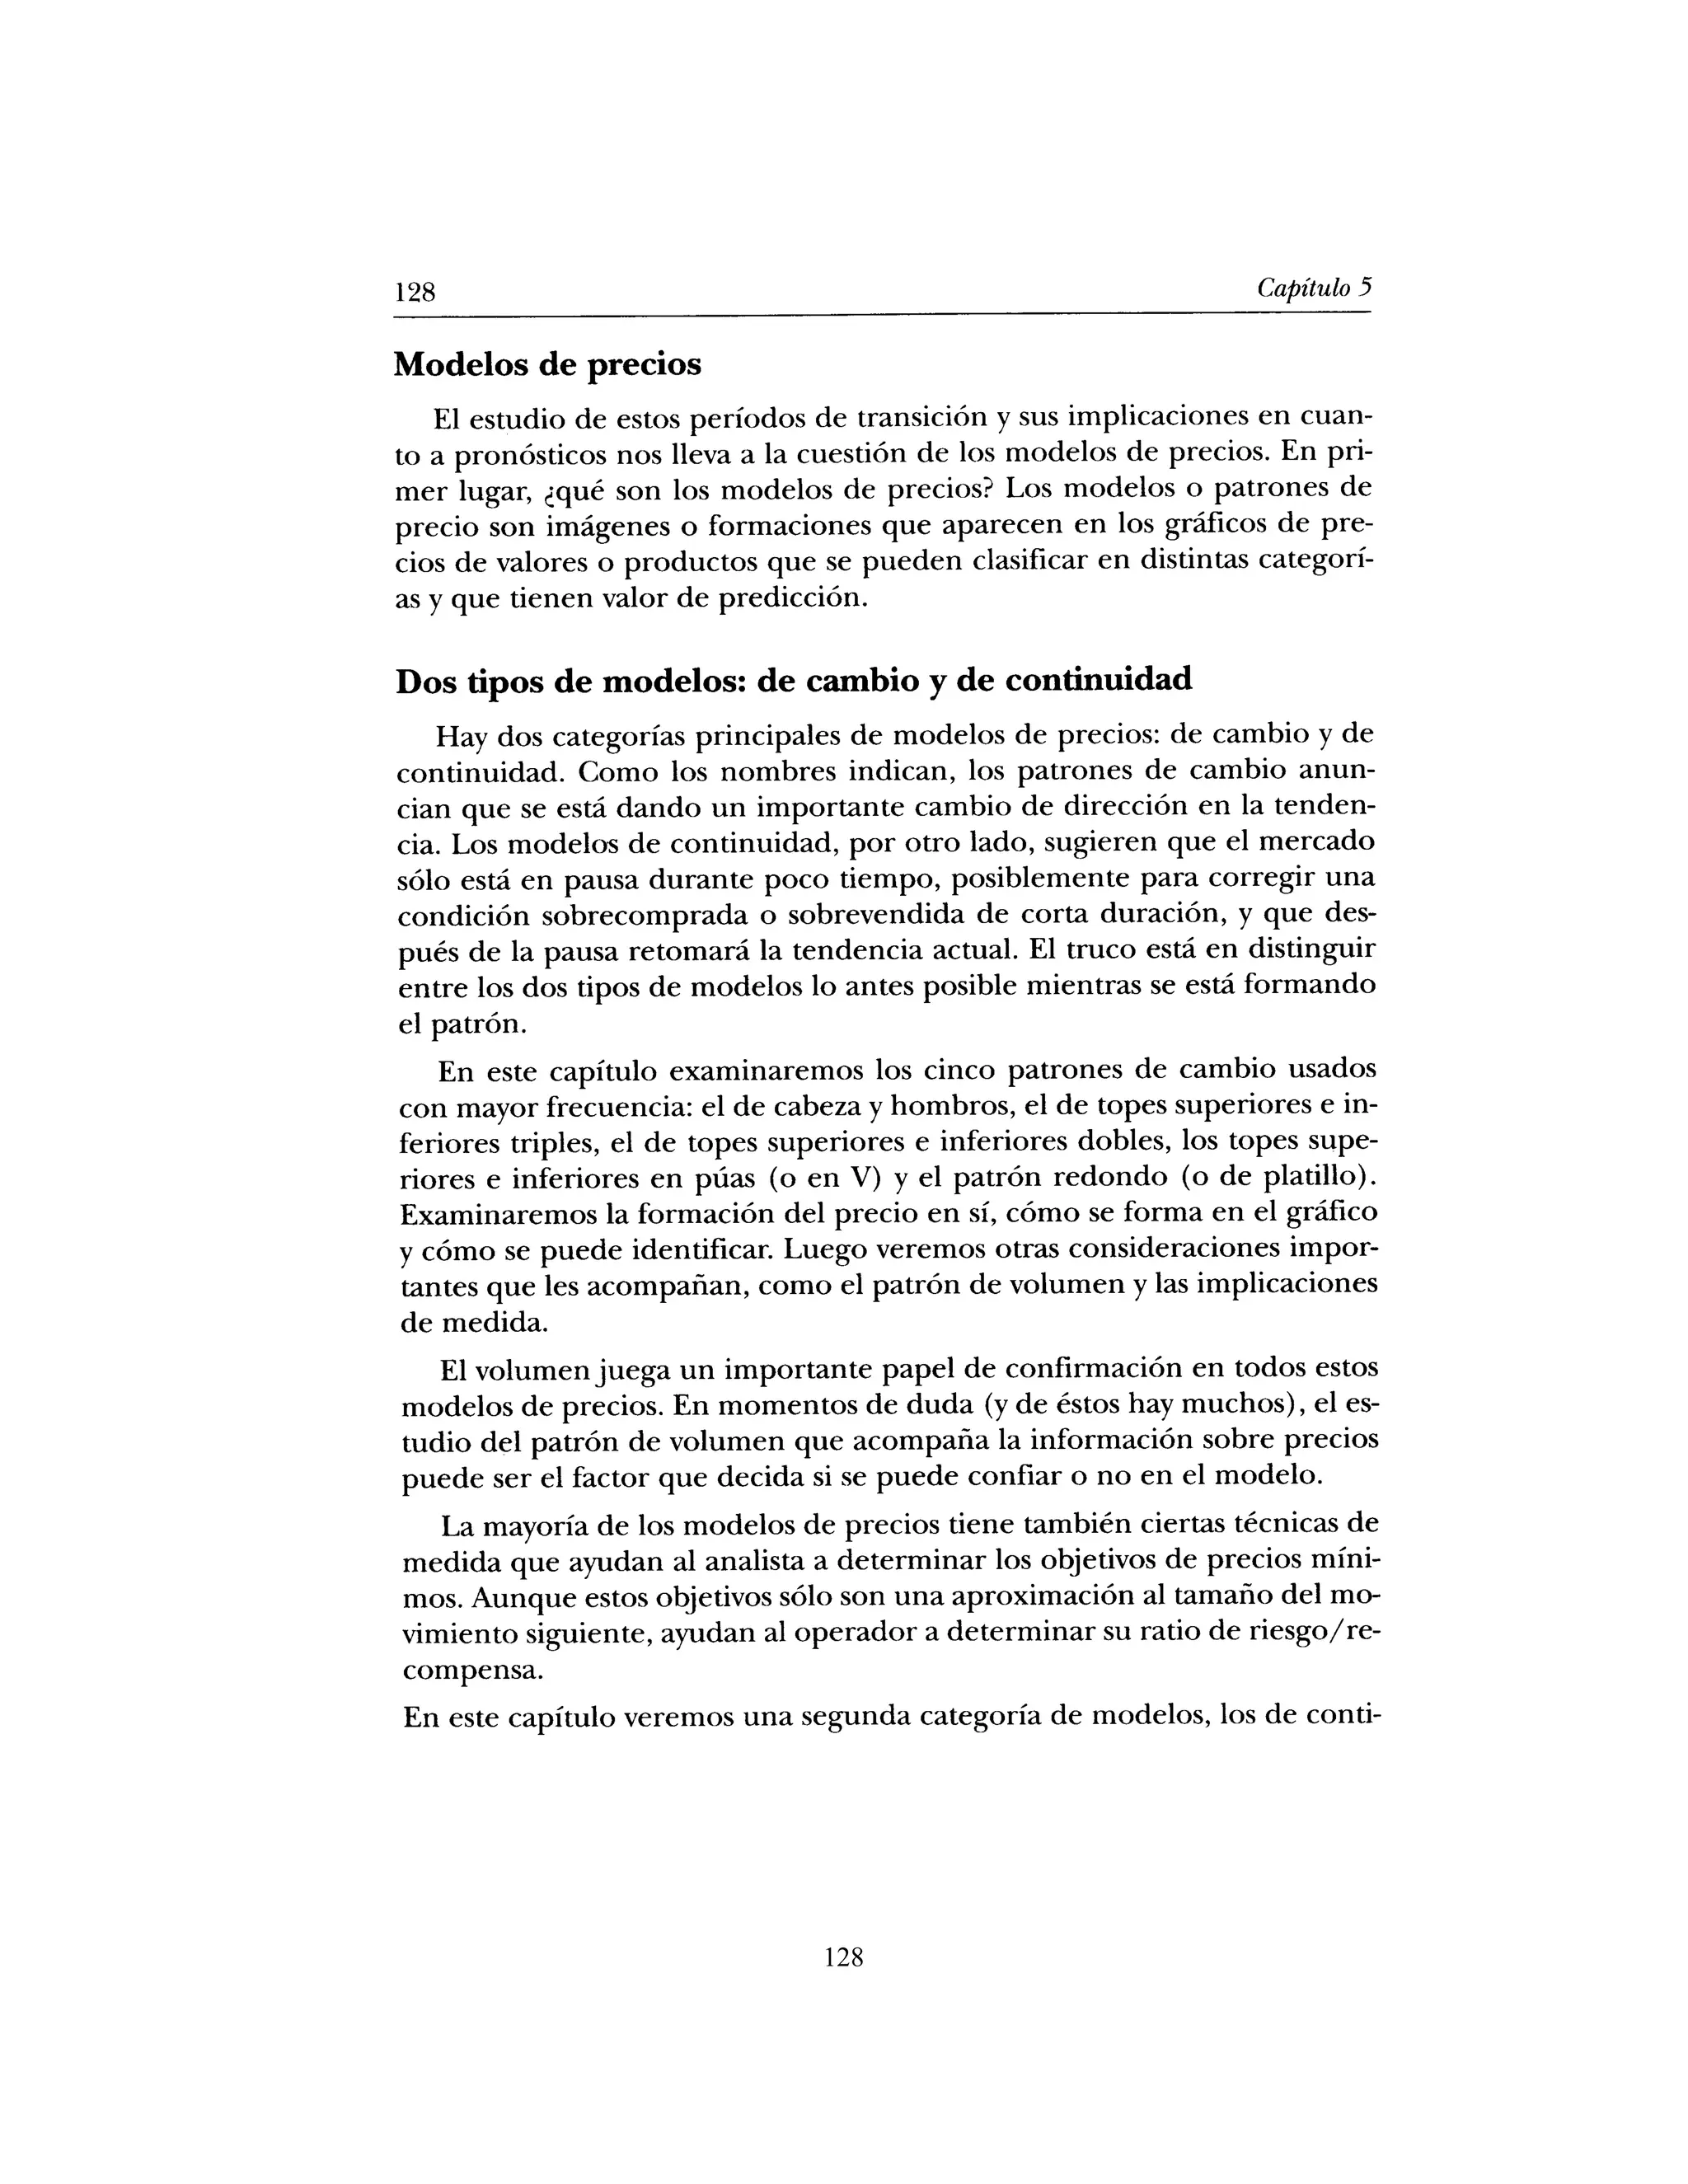 128 Capítulo 5
Modelos de precios
El estudio de estos períodos de transición y sus implicaciones en cuan-
to a pronósticos nos lleva a la cuestión de los modelos de precios. En pri-
mer lugar, ¿qué son los modelos de precios? Los modelos o patrones de
precio son imágenes o formaciones que aparecen en los gráficos de pre-
cios de valores o productos que se pueden clasificar en distintas categorí-
as y que tienen valor de predicción.
Dos tipos de modelos: de cambio y de continuidad
Hay dos categorías principales de modelos de precios: de cambio y de
continuidad. Como los nombres indican, los patrones de cambio anun-
cian que se está dando un importante cambio de dirección en la tenden-
cia. Los modelos de continuidad, por otro lado, sugieren que el mercado
sólo está en pausa durante poco tiempo, posiblemente para corregir una
condición sobrecomprada o sobrevendida de corta duración, y que des-
pués de la pausa retomará la tendencia actual. El truco está en distinguir
entre los dos tipos de modelos lo antes posible mientras se está formando
el patrón.
En este capítulo examinaremos los cinco patrones de cambio usados
con mayor frecuencia: el de cabeza y hombros, el de topes superiores e in-
feriores triples, el de topes superiores e inferiores dobles, los topes supe-
riores e inferiores en púas (o en V) y el patrón redondo (o de platillo).
Examinaremos la formación del precio en sí, cómo se forma en el gráfico
y cómo se puede identificar. Luego veremos otras consideraciones impor-
tantes que les acompañan, como el patrón de volumen y las implicaciones
de medida.
El volumen juega un importante papel de confirmación en todos estos
modelos de precios. En momentos de duda (y de éstos hay muchos), el es-
tudio del patrón de volumen que acompaña la información sobre precios
puede ser el factor que decida si se puede confiar o no en el modelo.
La mayoría de los modelos de precios tiene también ciertas técnicas de
medida que ayudan al analista a determinar los objetivos de precios míni-
mos. Aunque estos objetivos sólo son una aproximación al tamaño del mo-
vimiento siguiente, ayudan al operador a determinar su ratio de riesgo/re-
compensa.
En este capítulo veremos una segunda categoría de modelos, los de conti-
128